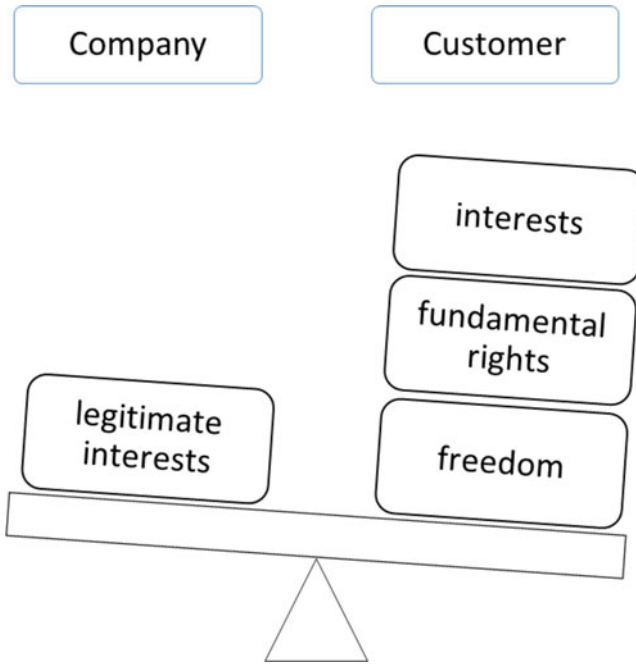 Company
Customer
interests
fundamental
rights
legitimate
interests
freedom